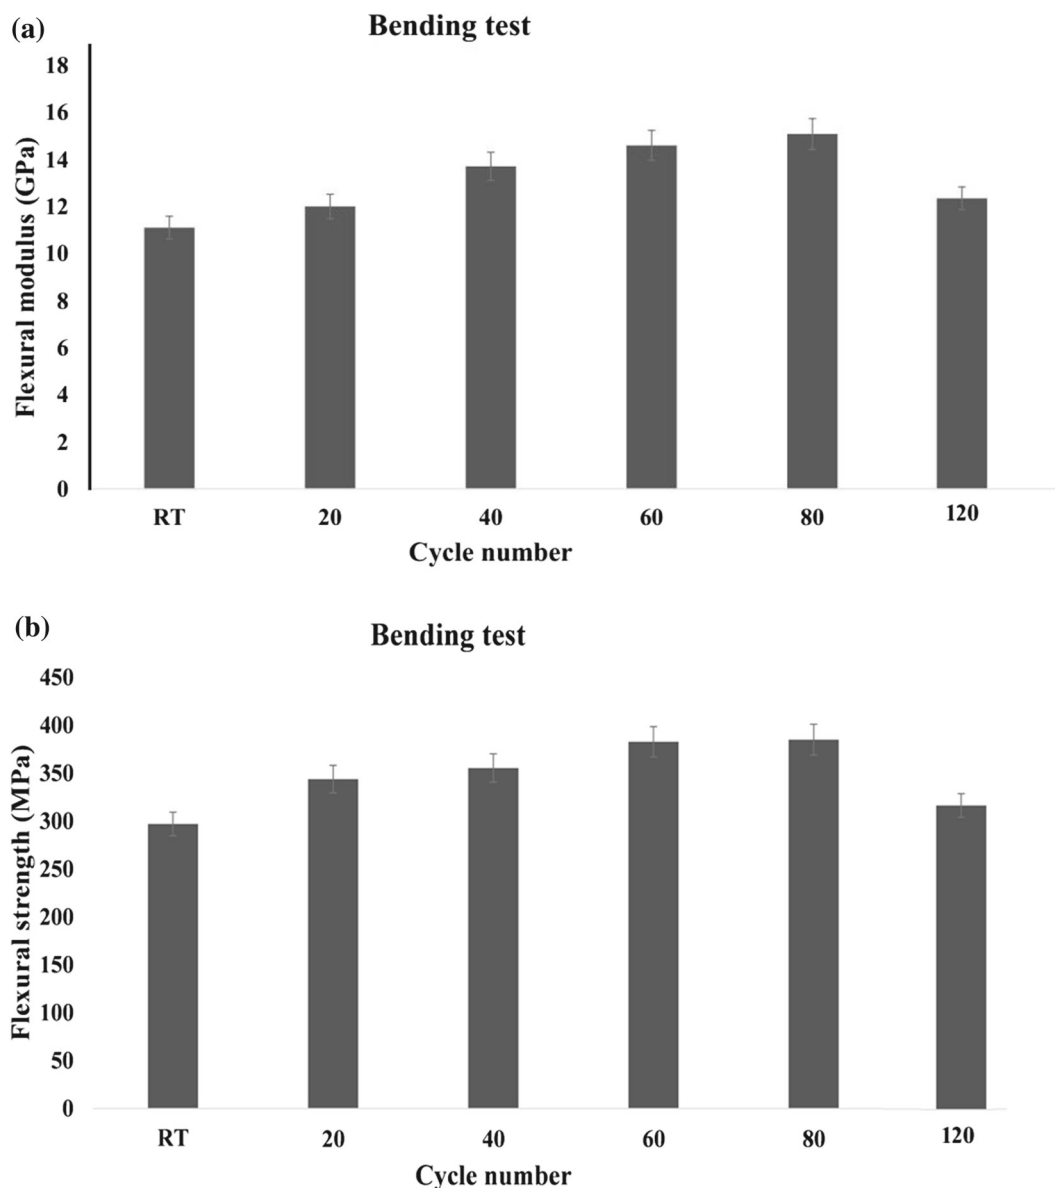 (a)
Bending test
Flexural modulus (GPa)
18
16
14
12
10
8
6
4
2
0
RT 20 40 60 80 120
Cycle number
(b)
Bending test
Flexural strength (MPa)
450
400
350
300
250
200
150
100
50
0
RT 20 40 60 80 120
Cycle number